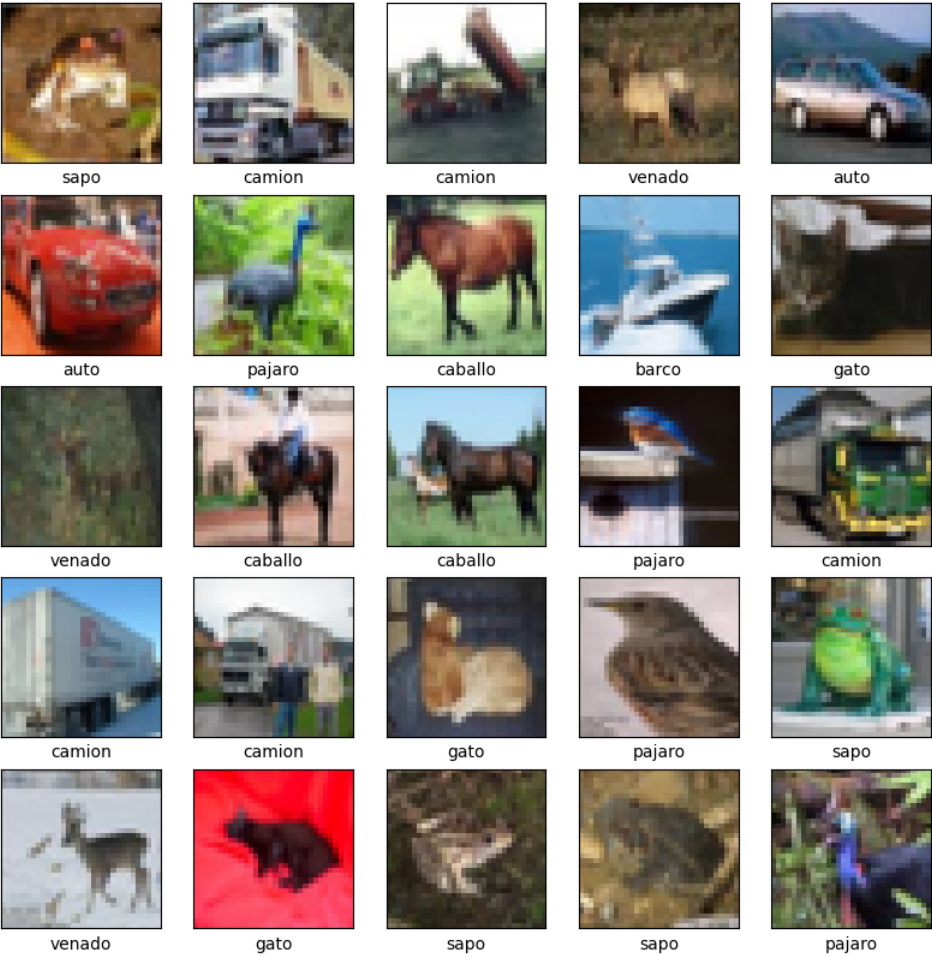 sapo camion camion venado auto
auto pajaro caballo barco gato
venado caballo caballo pajaro camion
camion camion gato pajaro sapo
venado gato sapo sapo pajaro